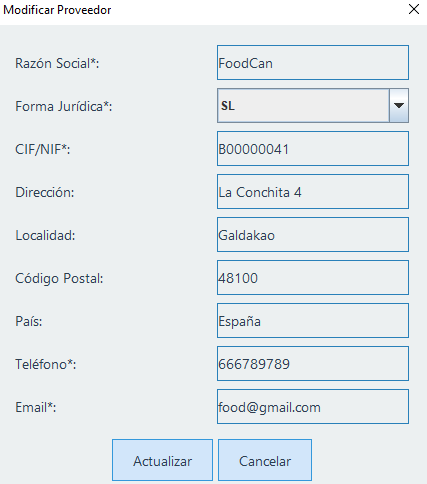 Modificar Proveedor
Razón Social*: FoodCan
Forma Jurídica*: SL
CIF/NIF*: B00000041
Dirección: La Conchita 4
Localidad: Galdakao
Código Postal: 48100
País: España
Teléfono*: 666789789
Email*: food@gmail.com
Actualizar Cancelar